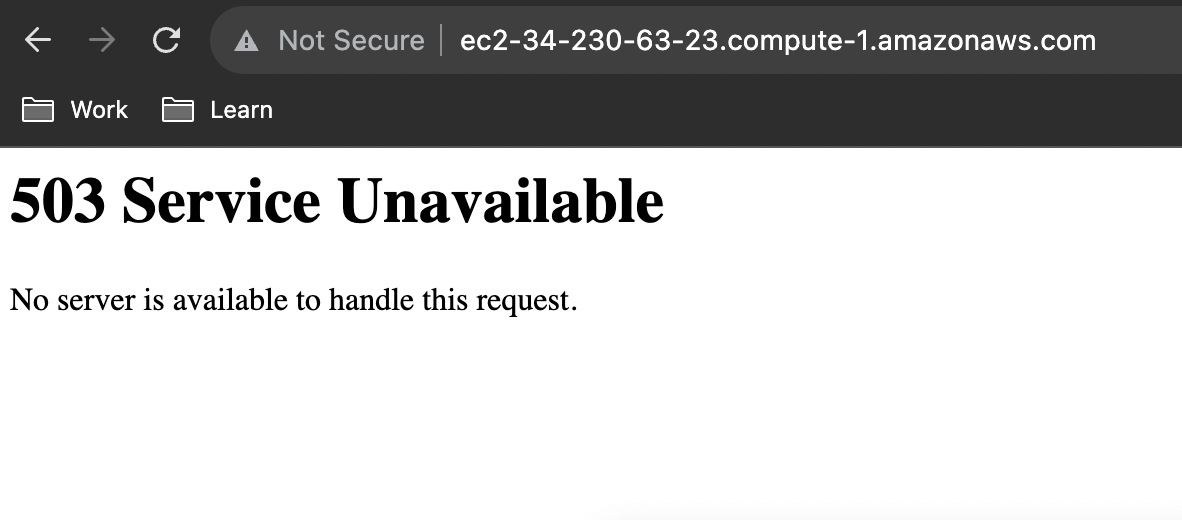 Not Secure ec2-34-230-63-23.compute-1.amazonaws.com
Work Learn
503 Service Unavailable
No server is available to handle this request.